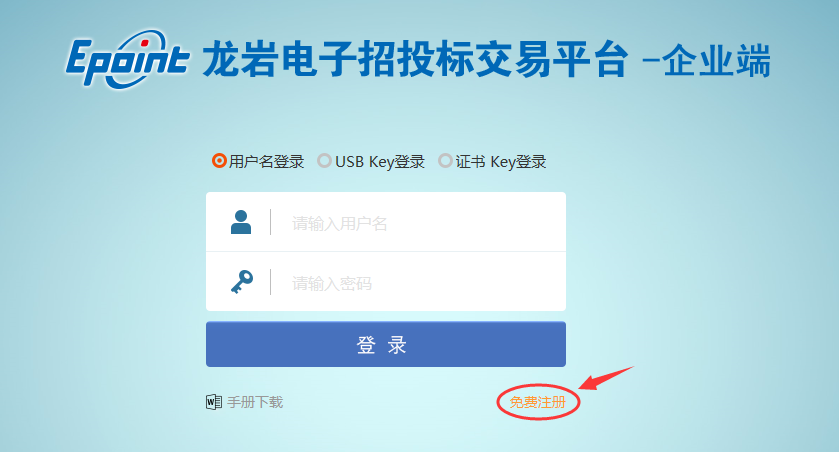 Epoint 龙岩电子招投标交易平台 –企业端
用户名登录 USB Key登录 证书 Key登录
请输入用户名
请输入密码
登 录
W 手册下载 免费注册